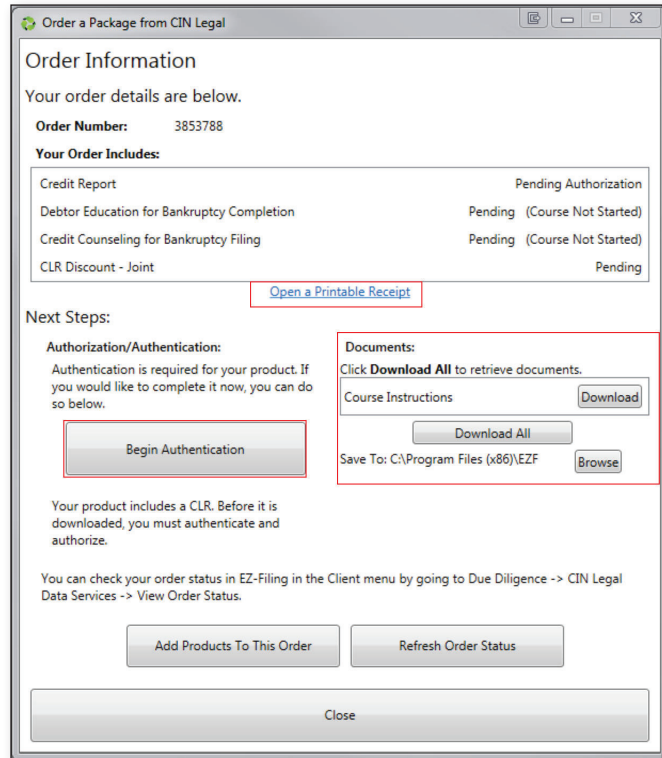 Order a Package from CIN Legal
Order Information
Your order details are below.
Order Number: 3853788
Your Order Includes:
Credit Report Pending Authorization
Debtor Education for Bankruptcy Completion Pending (Course Not Started)
Credit Counseling for Bankruptcy Filing Pending (Course Not Started)
CLR Discount - Joint Pending
Open a Printable Receipt
Next Steps:
Authorization/Authentication:
Authentication is required for your product. If
you would like to complete it now, you can do
so below.
Begin Authentication
Your product includes a CLR. Before it is
downloaded, you must authenticate and
authorize.
Documents:
Click Download All to retrieve documents.
Course Instructions Download
Download All
Save To: C:\Program Files (x86)\EZF Browse
You can check your order status in EZ-Filing in the Client menu by going to Due Diligence -> CIN Legal
Data Services -> View Order Status.
Add Products To This Order Refresh Order Status
Close